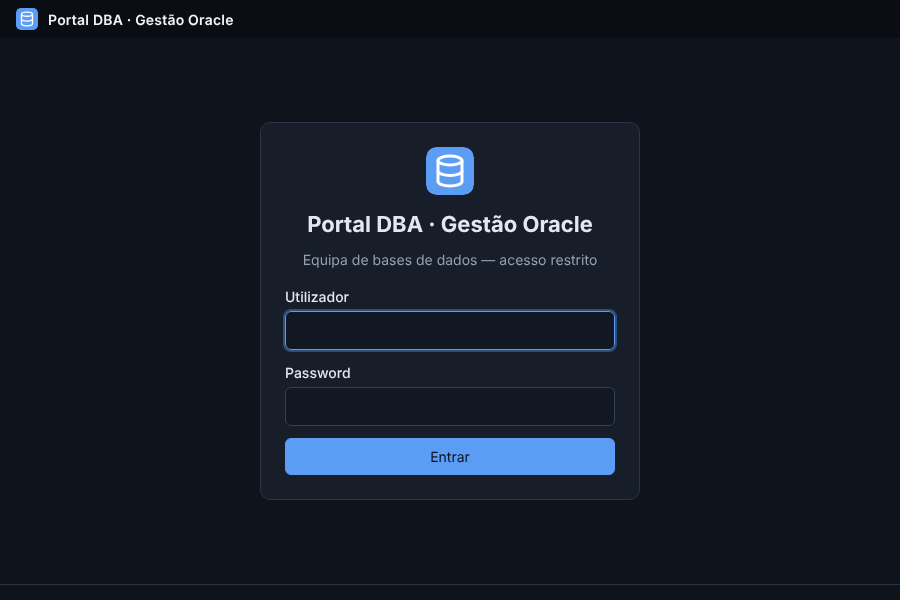 Portal DBA · Gestão Oracle
Portal DBA · Gestão Oracle
Equipa de bases de dados — acesso restrito
Utilizador
Password
Entrar